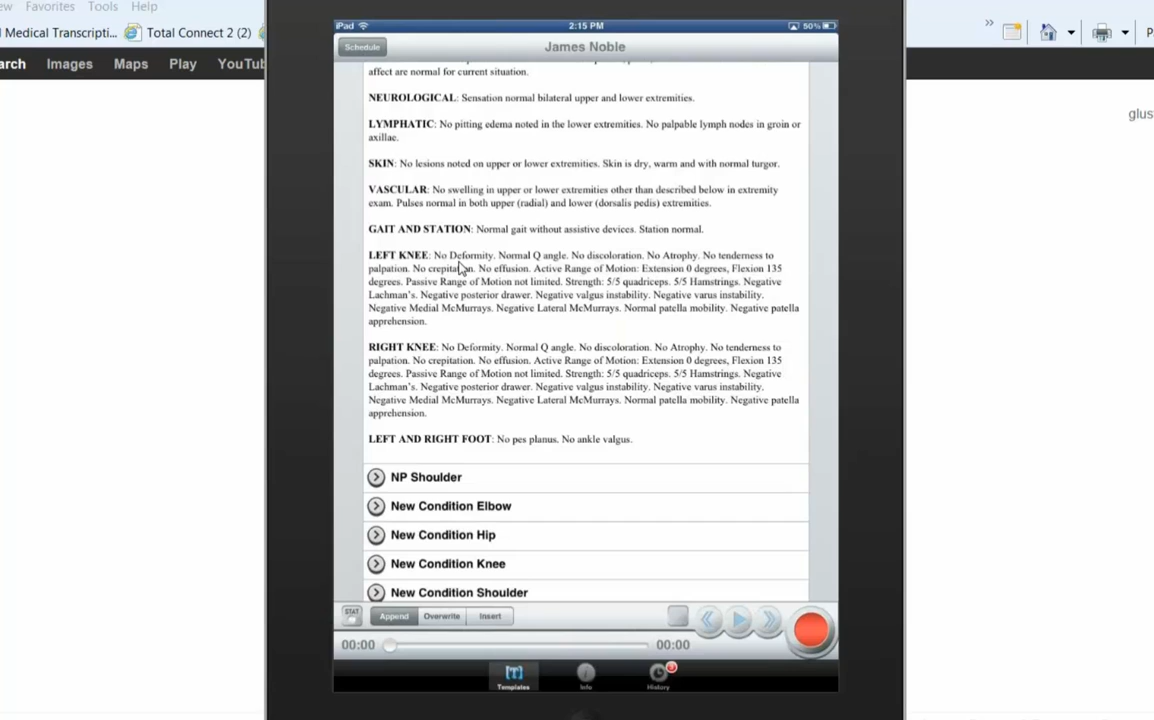 Favorites Tools Help
Medical Transcripti... Total Connect 2 (2)
arch Images Maps Play YouTub
glus
iPad 2:15 PM 50%
Schedule James Noble
affect are normal for current situation.
NEUROLOGICAL: Sensation normal bilateral upper and lower extremities.
LYMPHATIC: No pitting edema noted in the lower extremities. No palpable lymph nodes in groin or
axillae.
SKIN: No lesions noted on upper or lower extremities. Skin is dry, warm and with normal turgor.
VASCULAR: No swelling in upper or lower extremities other than described below in extremity
exam. Pulses normal in both upper (radial) and lower (dorsalis pedis) extremities.
GAIT AND STATION: Normal gait without assistive devices. Station normal.
LEFT KNEE: No Deformity. Normal Q angle. No discoloration. No Atrophy. No tenderness to
palpation. No crepitation. No effusion. Active Range of Motion: Extension 0 degrees, Flexion 135
degrees. Passive Range of Motion not limited. Strength: 5/5 quadriceps. 5/5 Hamstrings. Negative
Lachman's. Negative posterior drawer. Negative valgus instability. Negative varus instability.
Negative Medial McMurrays. Negative Lateral McMurrays. Normal patella mobility. Negative patella
apprehension.
RIGHT KNEE: No Deformity. Normal Q angle. No discoloration. No Atrophy. No tenderness to
palpation. No crepitation. No effusion. Active Range of Motion: Extension 0 degrees, Flexion 135
degrees. Passive Range of Motion not limited. Strength: 5/5 quadriceps. 5/5 Hamstrings. Negative
Lachman's. Negative posterior drawer. Negative valgus instability. Negative varus instability.
Negative Medial McMurrays. Negative Lateral McMurrays. Normal patella mobility. Negative patella
apprehension.
LEFT AND RIGHT FOOT: No pes planus. No ankle valgus.
NP Shoulder
New Condition Elbow
New Condition Hip
New Condition Knee
New Condition Shoulder
STAT Append Overwrite Insert
00:00 00:00
[T] 3
Templates Info History